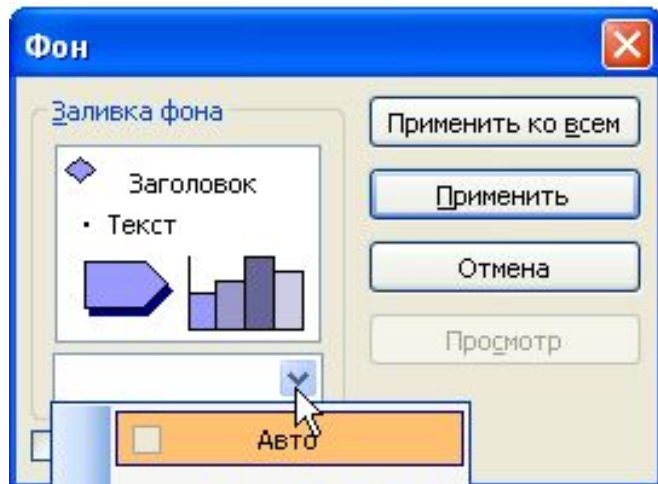 Фон
Заливка фона
Заголовок
· Текст
Применить ко всем
Применить
Отмена
Просмотр
Авто